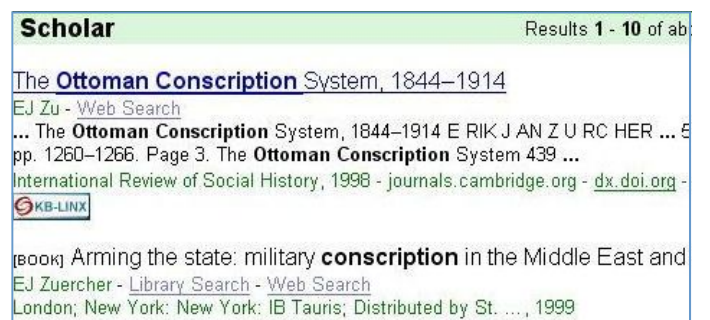 Scholar Results 1 - 10 of ab
The Ottoman Conscription System, 1844–1914
EJ Zu - Web Search
... The Ottoman Conscription System, 1844–1914 E RIK J AN Z U RC HER ... 5
pp. 1260–1266. Page 3. The Ottoman Conscription System 439 ...
International Review of Social History, 1998 - journals.cambridge.org - dx.doi.org -
KB-LINX
[BOOK] Arming the state: military conscription in the Middle East and
EJ Zuercher - Library Search - Web Search
London; New York: New York: IB Tauris; Distributed by St. ..., 1999